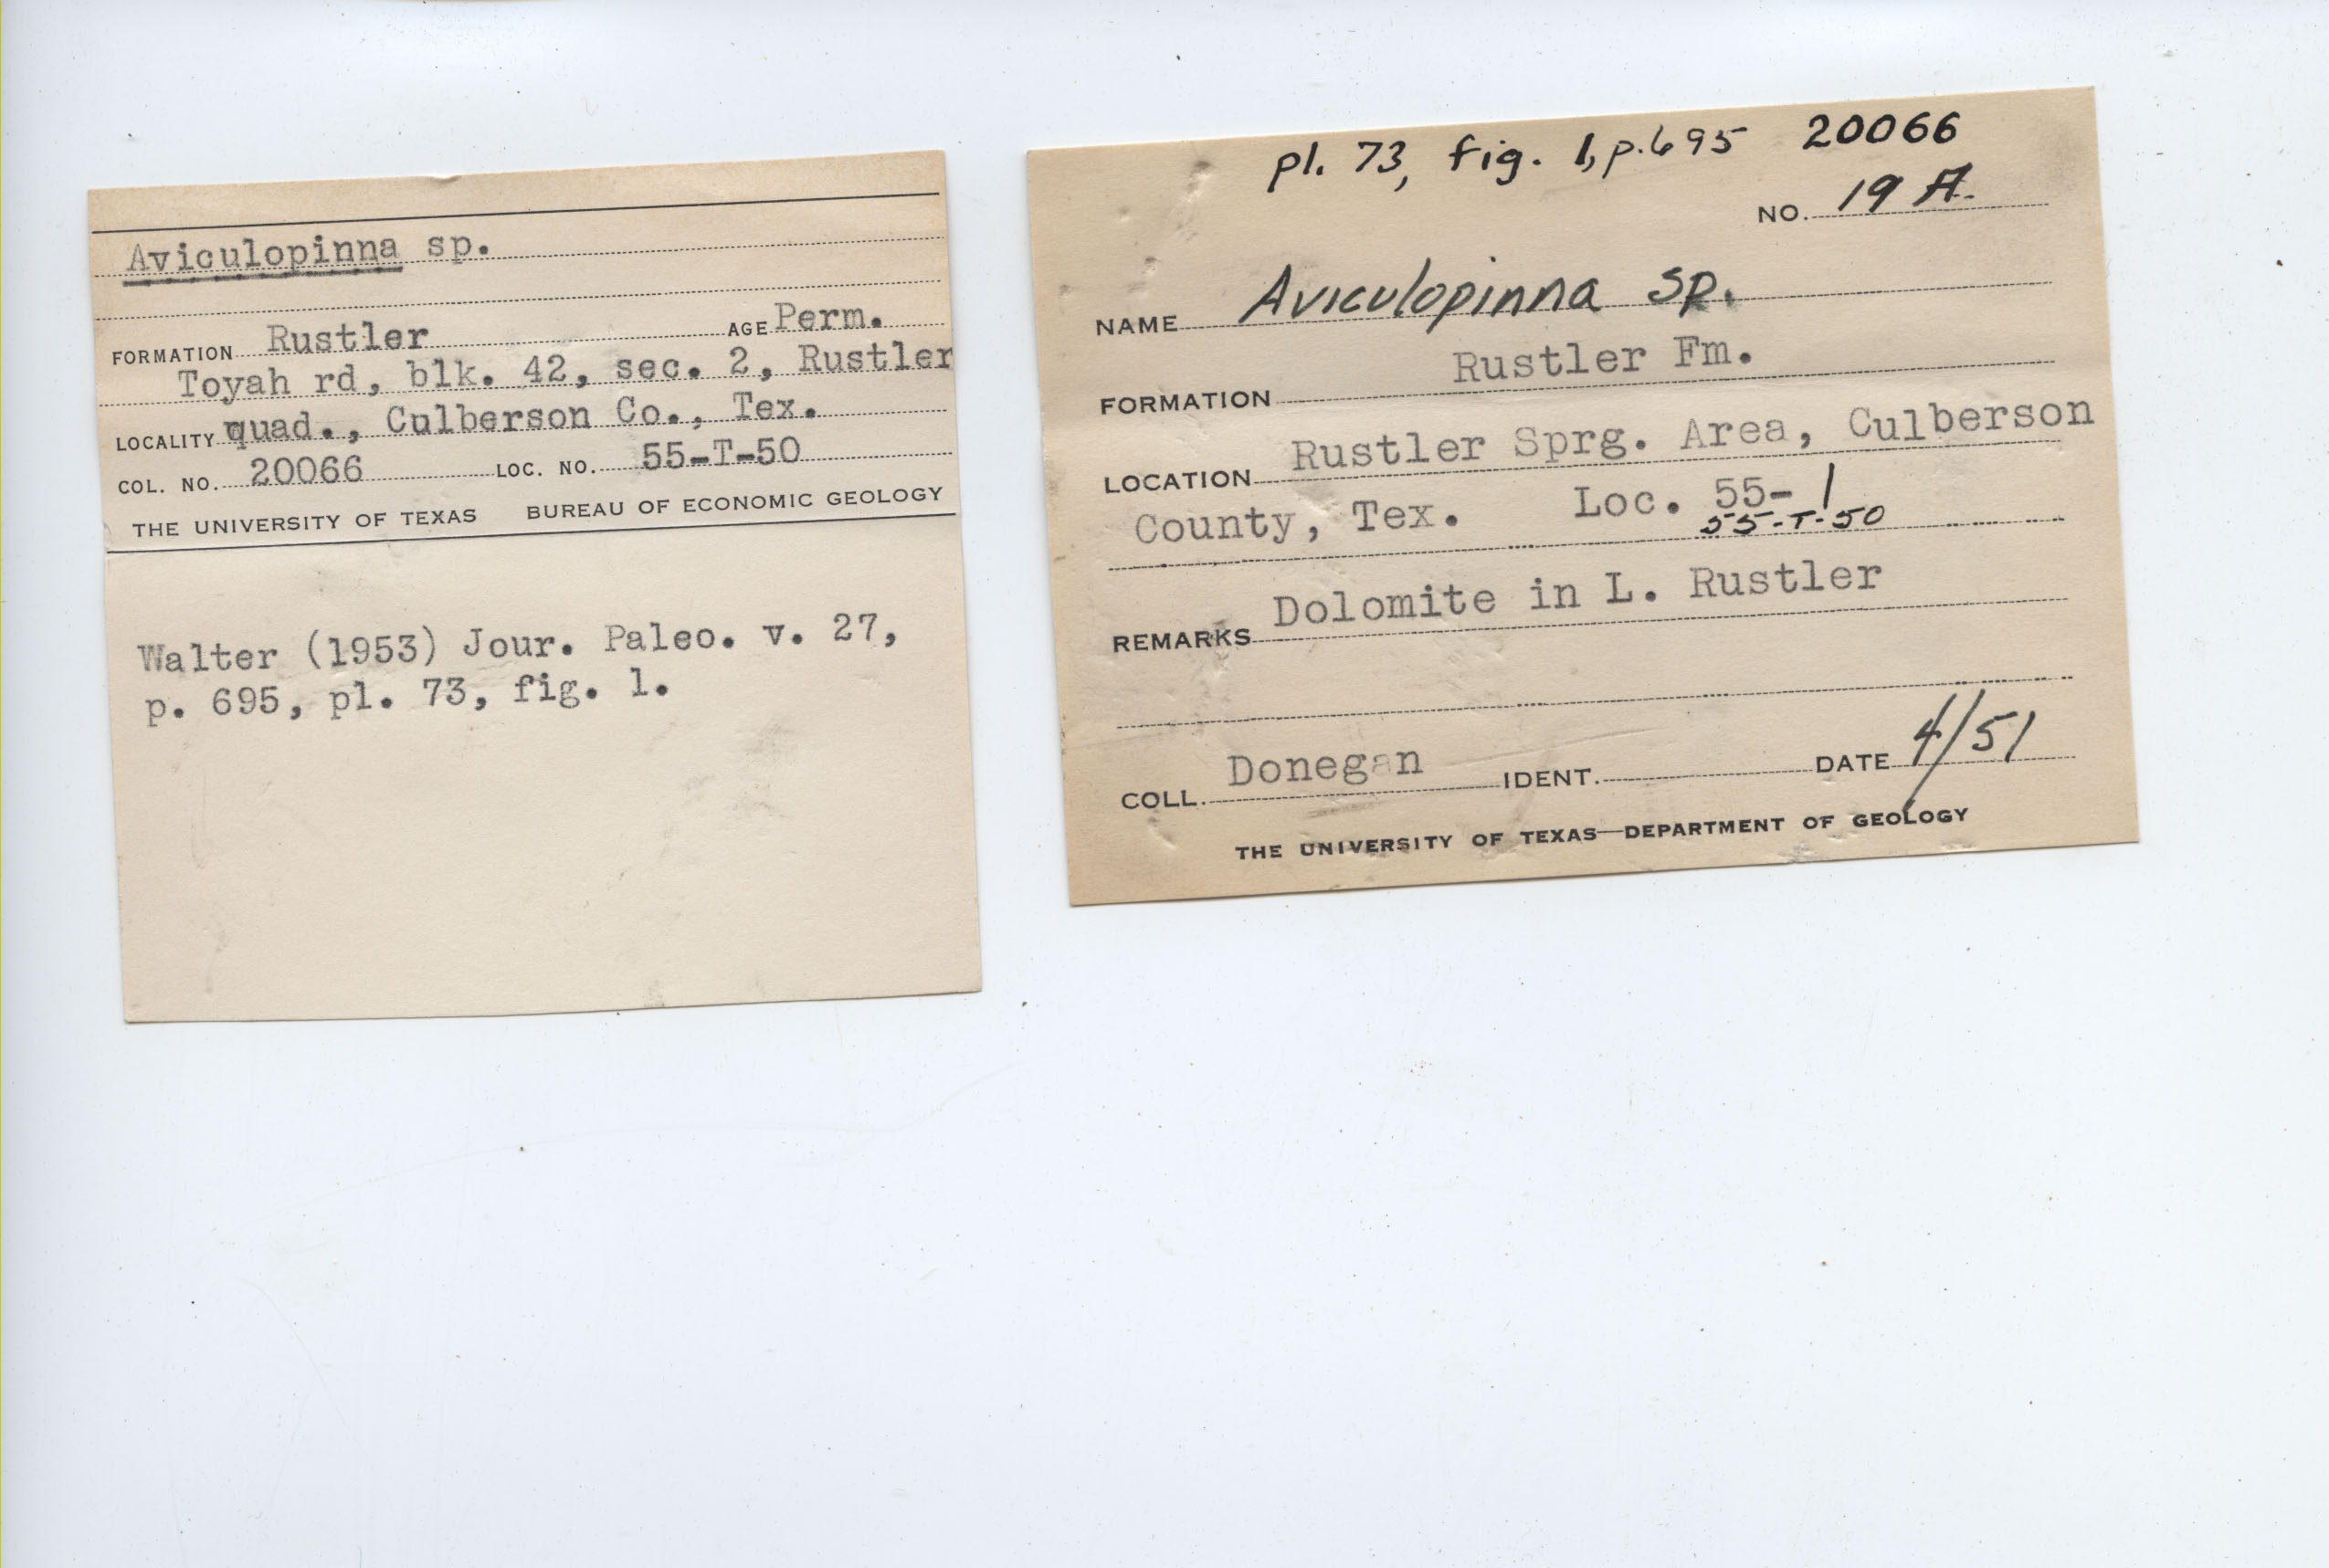 Aviculopinna sp.
FORMATION Rustler AGE Perm.
Toyah rd, blk. 42, sec. 2, Rustler
LOCALITY quad., Culberson Co., Tex.
COL. NO. 20066 LOC. NO. 55-T-50
THE UNIVERSITY OF TEXAS BUREAU OF ECONOMIC GEOLOGY
Walter (1953) Jour. Paleo. v. 27,
p. 695, pl. 73, fig. 1.
pl. 73, fig. 1, p.695 20066
NO. 19 A.
NAME Aviculopinna sp.
FORMATION Rustler Fm.
LOCATION Rustler Sprg. Area, Culberson
County, Tex. Loc. 55-1
55-T-50
REMARKS Dolomite in L. Rustler
COLL. Donegan IDENT. DATE 4/51
THE UNIVERSITY OF TEXAS—DEPARTMENT OF GEOLOGY